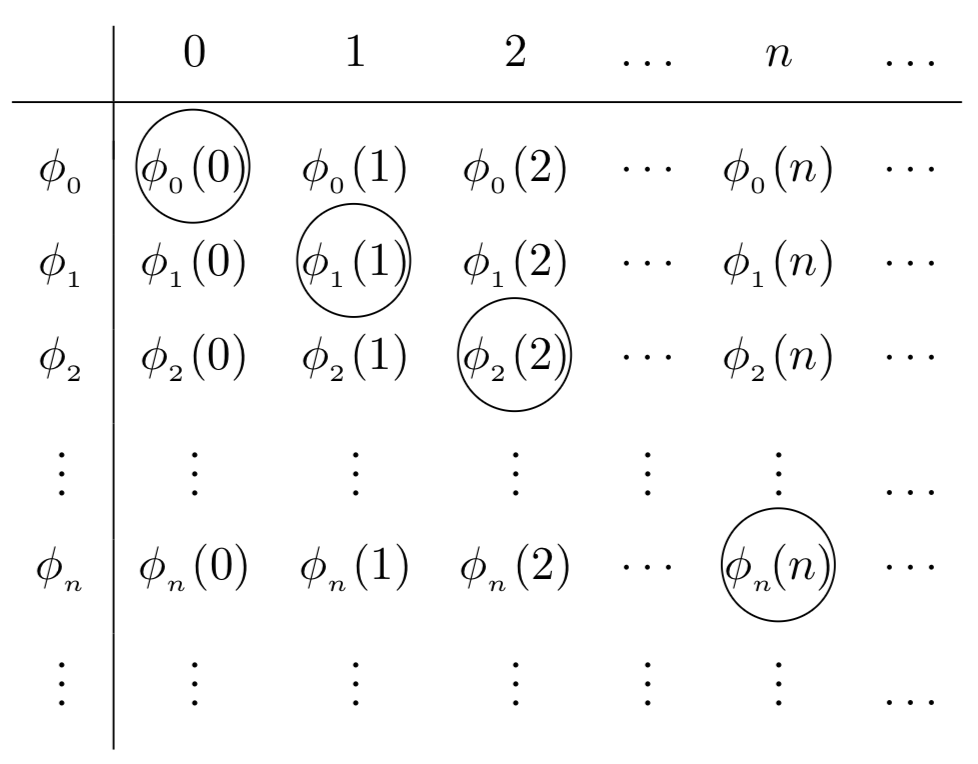 0 1 2 … n …
ϕ₀ ϕ₀(0) ϕ₀(1) ϕ₀(2) ⋯ ϕ₀(n) ⋯
ϕ₁ ϕ₁(0) ϕ₁(1) ϕ₁(2) ⋯ ϕ₁(n) ⋯
ϕ₂ ϕ₂(0) ϕ₂(1) ϕ₂(2) ⋯ ϕ₂(n) ⋯
⋮ ⋮ ⋮ ⋮ ⋮ ⋮ …
ϕₙ ϕₙ(0) ϕₙ(1) ϕₙ(2) ⋯ ϕₙ(n) ⋯
⋮ ⋮ ⋮ ⋮ ⋮ ⋮ …